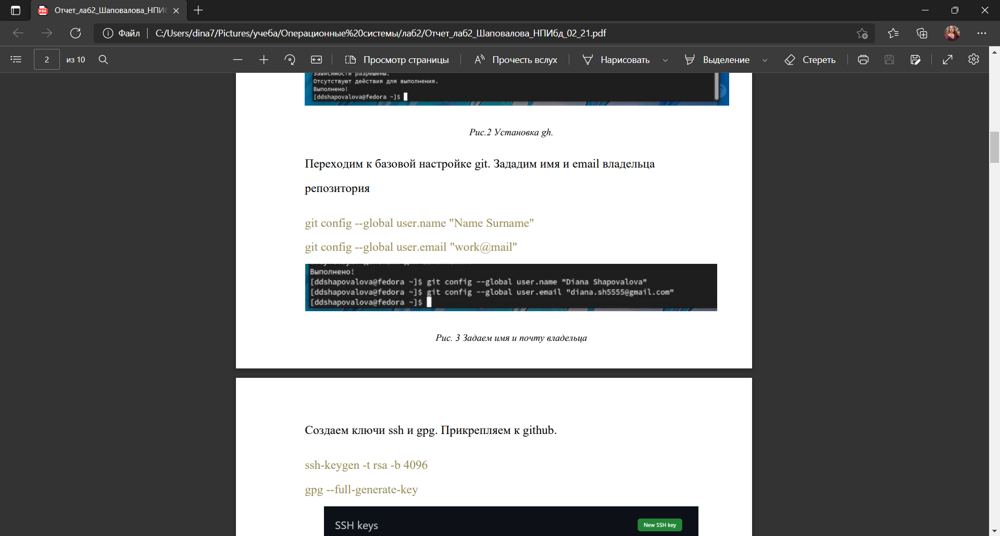 Отчет_лаб2_Шаповалова_НПИ
Файл C:/Users/dina7/Pictures/учеба/Операционные%20системы/лаб2/Отчет_лаб2_Шаповалова_НПИбд_02_21.pdf
2 из 10 Просмотр страницы Прочесть вслух Нарисовать Выделение Стереть
Зависимости разрешены.
Отсутствуют действия для выполнения.
Выполнено!
[ddshapovalova@fedora ~]$
Рис.2 Установка gh.
Переходим к базовой настройке git. Зададим имя и email владельца
репозитория
git config --global user.name "Name Surname"
git config --global user.email "work@mail"
Выполнено!
[ddshapovalova@fedora ~]$ git config --global user.name "Diana Shapovalova"
[ddshapovalova@fedora ~]$ git config --global user.email "diana.sh5555@gmail.com"
[ddshapovalova@fedora ~]$
Рис. 3 Задаем имя и почту владельца
Создаем ключи ssh и gpg. Прикрепляем к github.
ssh-keygen -t rsa -b 4096
gpg --full-generate-key
SSH keys New SSH key